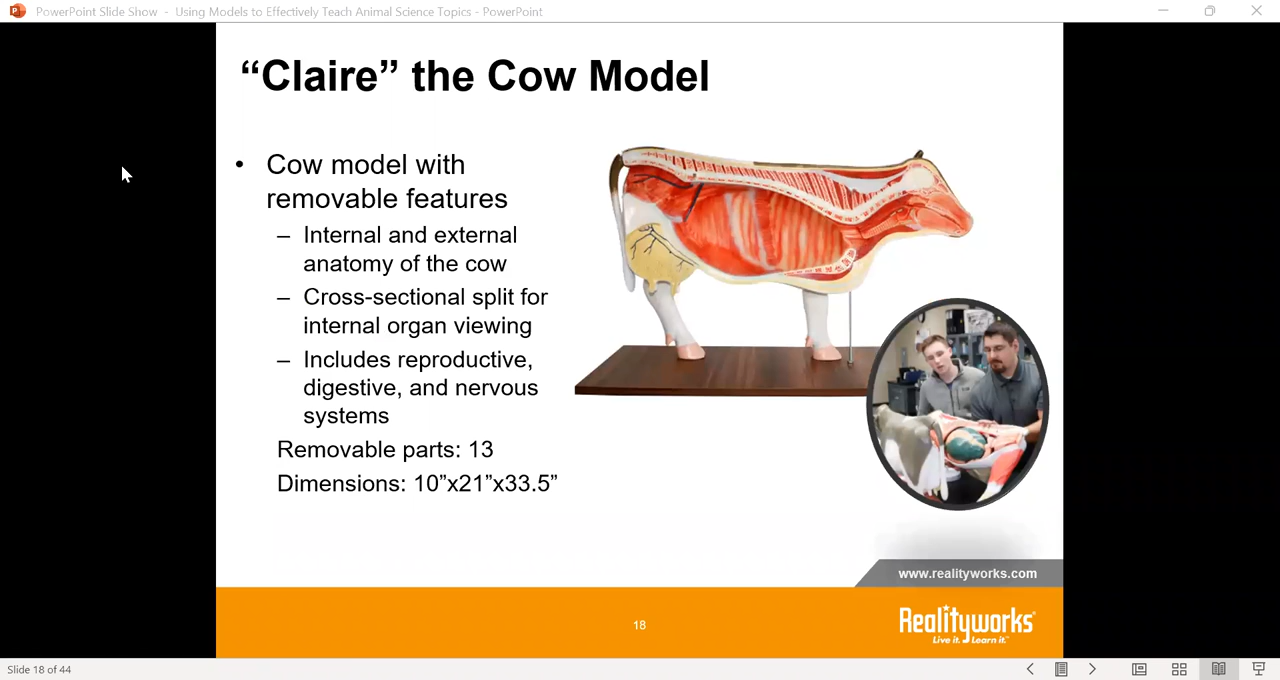 PowerPoint Slide Show - Using Models to Effectively Teach Animal Science Topics - PowerPoint
“Claire” the Cow Model
• Cow model with
removable features
– Internal and external
anatomy of the cow
– Cross-sectional split for
internal organ viewing
– Includes reproductive,
digestive, and nervous
systems
Removable parts: 13
Dimensions: 10”x21”x33.5”
www.realityworks.com
18
Realityworks®
Live it. Learn it.™
Slide 18 of 44